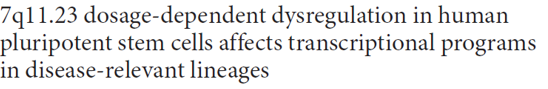 7q11.23 dosage-dependent dysregulation in human
pluripotent stem cells affects transcriptional programs
in disease-relevant lineages